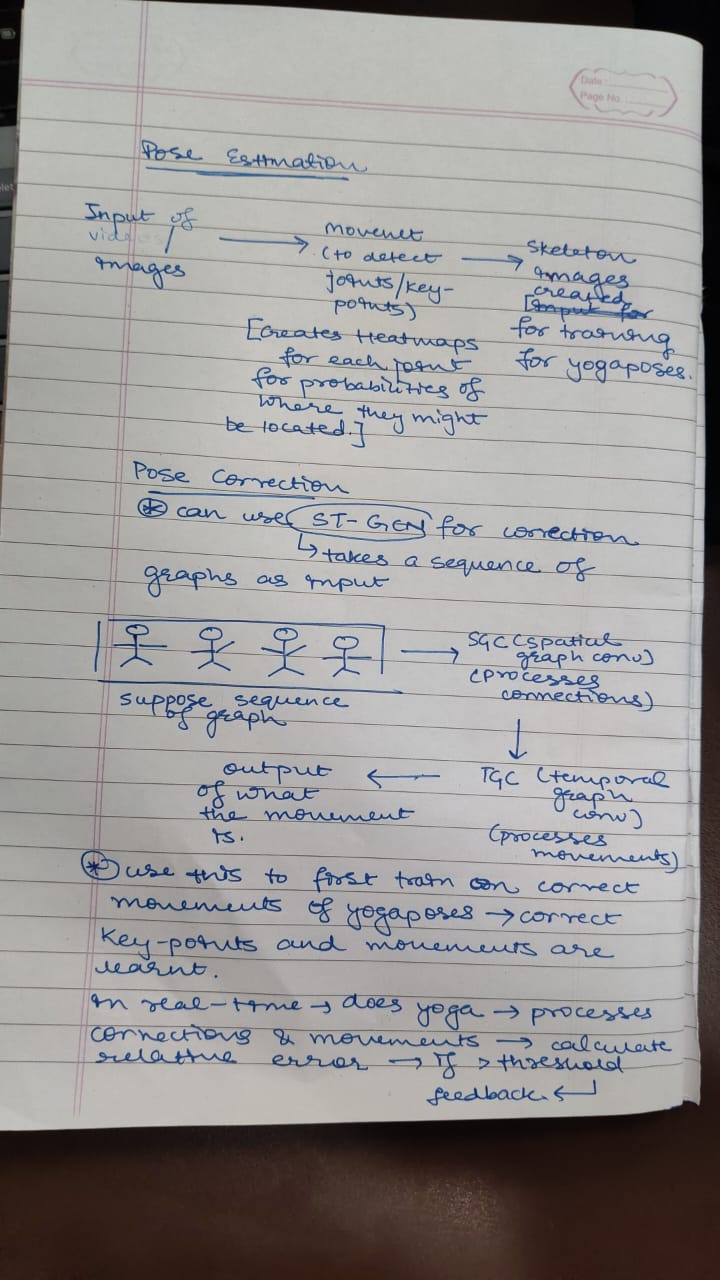 Date :
Page No.
Pose Estimation
Input of
video/
Images
Movenet
(to detect
joints/key-
points)
[Creates Heatmaps
for each joint
for probabilities of
where they might
be located.]
Skeleton
Images
created
[Input for
for training
for yogaposes.
Pose Correction
* can use ST-GCN for correction
↳ takes a sequence of
graphs as input
suppose sequence
of graph
SGC (spatial
graph conv)
(processes
connections)
TGC (temporal
graph
conv)
(processes
movements)
output
of what
the movement
is.
* use this to first train on correct
movements of yogaposes → correct
key-points and movements are
learnt.
In real-time → does yoga → processes
connections & movements → calculate
relative error → If > threshold
feedback. ↵